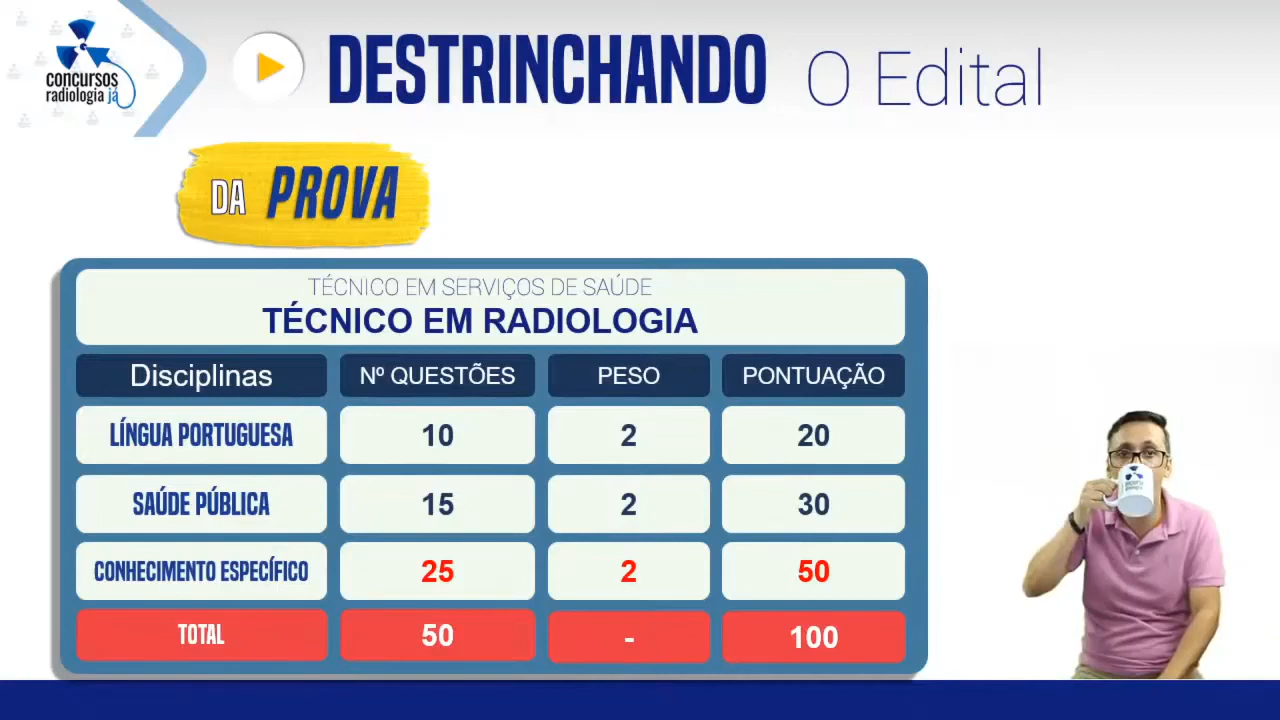 concursos
radiologia já
DESTRINCHANDO O Edital
DA PROVA
TÉCNICO EM SERVIÇOS DE SAÚDE
TÉCNICO EM RADIOLOGIA
Disciplinas Nº QUESTÕES PESO PONTUAÇÃO
LÍNGUA PORTUGUESA 10 2 20
SAÚDE PÚBLICA 15 2 30
CONHECIMENTO ESPECÍFICO 25 2 50
TOTAL 50 - 100